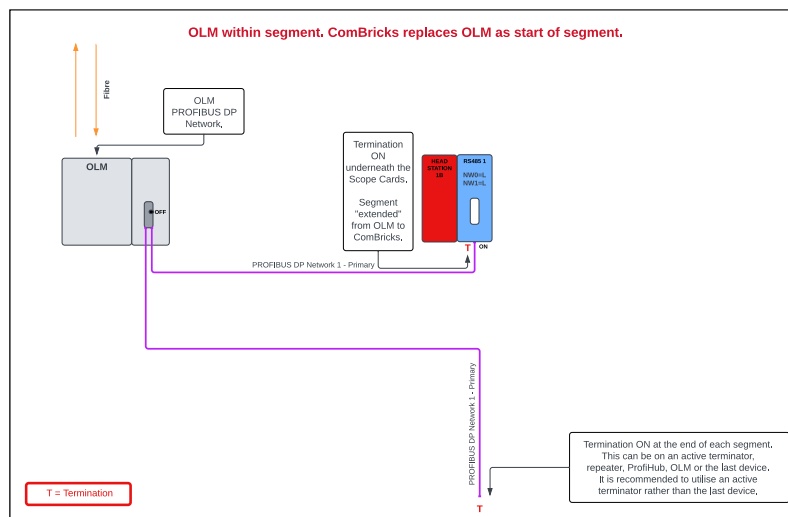 OLM within segment. ComBricks replaces OLM as start of segment.
Fibre
OLM
PROFIBUS DP
Network.
OLM
OFF
Termination
ON
underneath the
Scope Cards.
Segment
"extended"
from OLM to
ComBricks.
HEAD
STATION
1B
RS485 1
NW0=L
NW1=L
T
ON
PROFIBUS DP Network 1 - Primary
PROFIBUS DP Network 1 - Primary
Termination ON at the end of each segment.
This can be on an active terminator,
repeater, ProfiHub, OLM or the last device.
It is recommended to utilise an active
terminator rather than the last device.
T = Termination
T